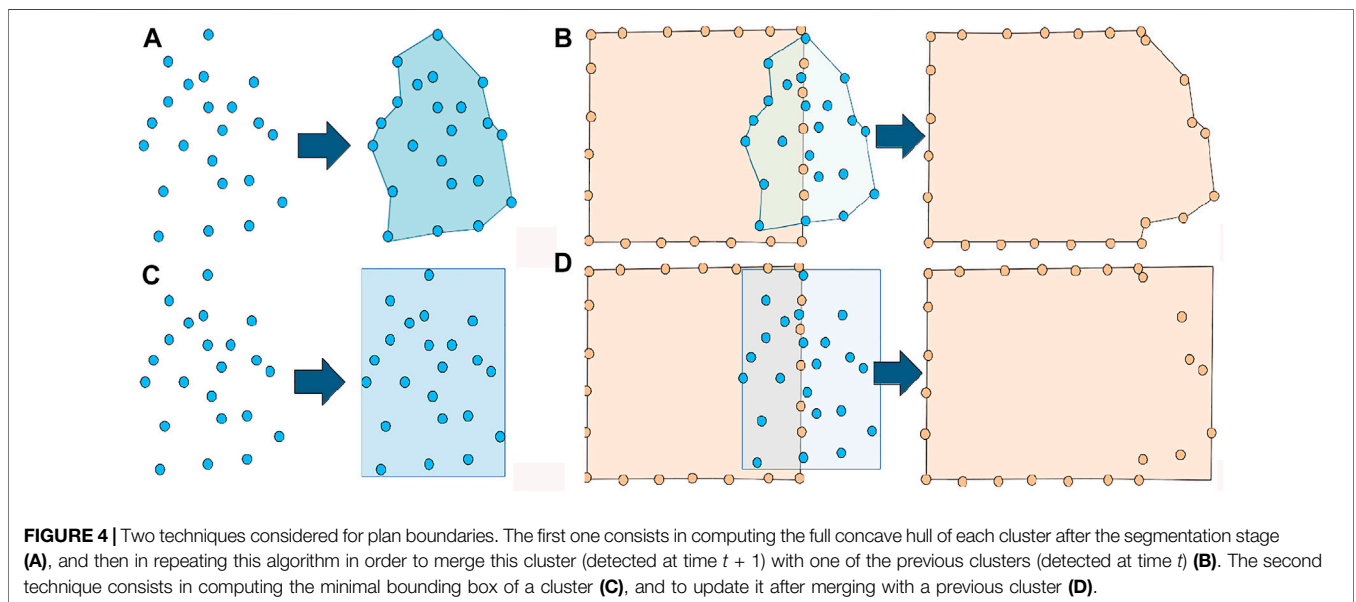 A
B
C
D
FIGURE 4 | Two techniques considered for plan boundaries. The first one consists in computing the full concave hull of each cluster after the segmentation stage
(A), and then in repeating this algorithm in order to merge this cluster (detected at time t + 1) with one of the previous clusters (detected at time t) (B). The second
technique consists in computing the minimal bounding box of a cluster (C), and to update it after merging with a previous cluster (D).